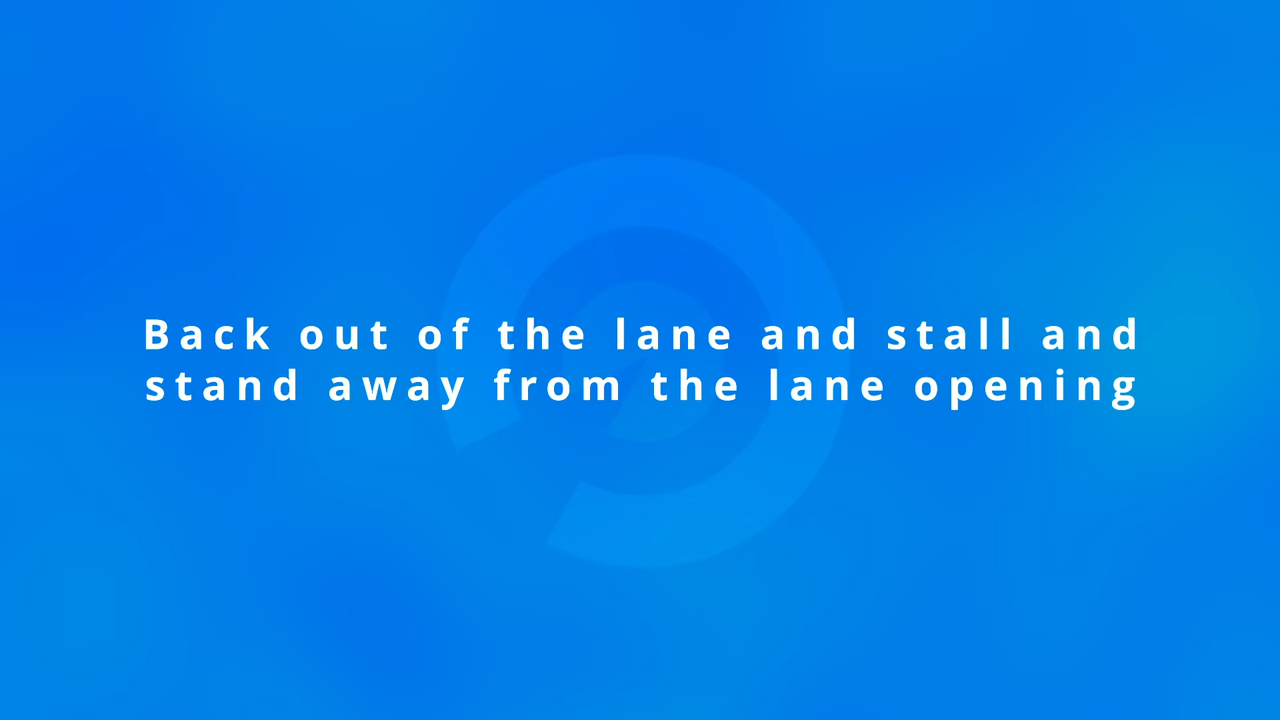 Back out of the lane and stall and
stand away from the lane opening